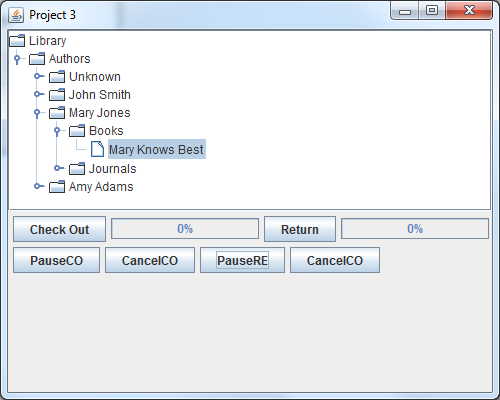 Project 3
Library
Authors
Unknown
John Smith
Mary Jones
Books
Mary Knows Best
Journals
Amy Adams
Check Out 0% Return 0%
PauseCO CancelCO PauseRE CancelCO